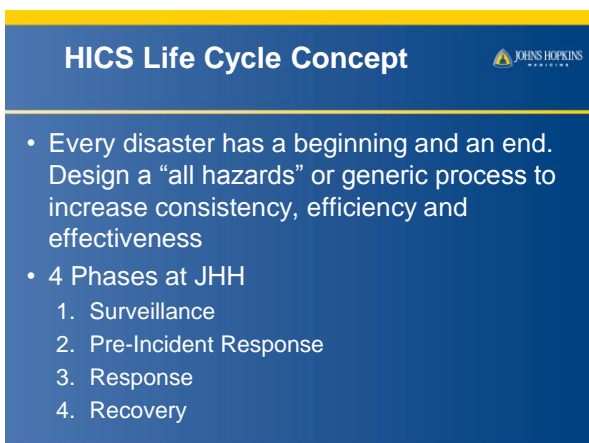 HICS Life Cycle Concept
JOHNS HOPKINS
MEDICINE
• Every disaster has a beginning and an end.
Design a “all hazards” or generic process to
increase consistency, efficiency and
effectiveness
• 4 Phases at JHH
1. Surveillance
2. Pre-Incident Response
3. Response
4. Recovery